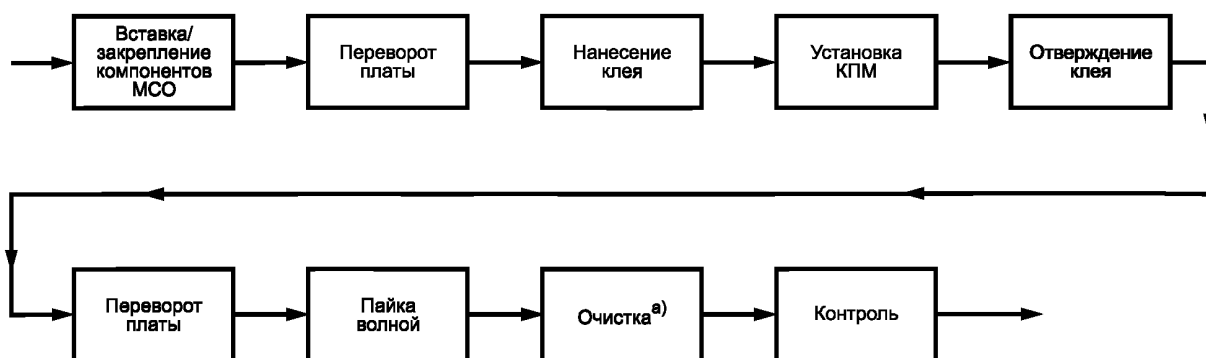 Вставка/
закрепление
компонентов
МСО
Переворот
платы
Нанесение
клея
Установка
КПМ
Отверждение
клея
Переворот
платы
Пайка
волной
Очистка^а)
Контроль